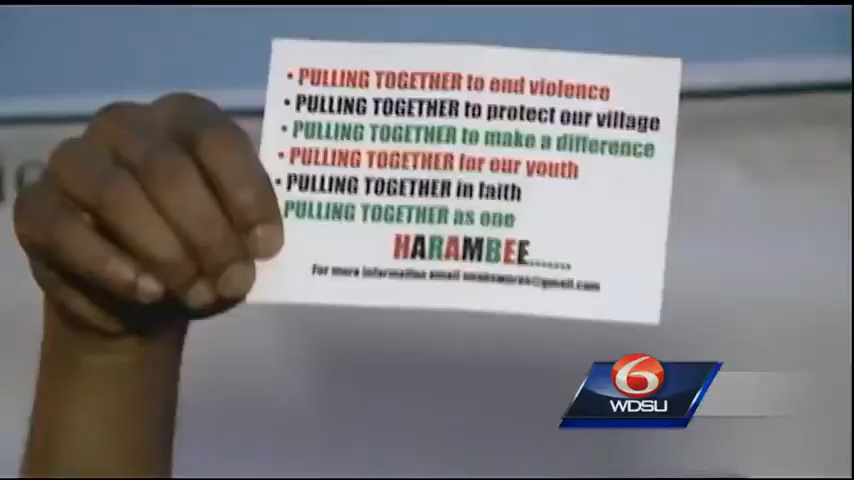 • PULLING TOGETHER to end violence
• PULLING TOGETHER to protect our village
• PULLING TOGETHER to make a difference
• PULLING TOGETHER for our youth
• PULLING TOGETHER in faith
PULLING TOGETHER as one
HARAMBEE.......
For more information email
6
WDSU